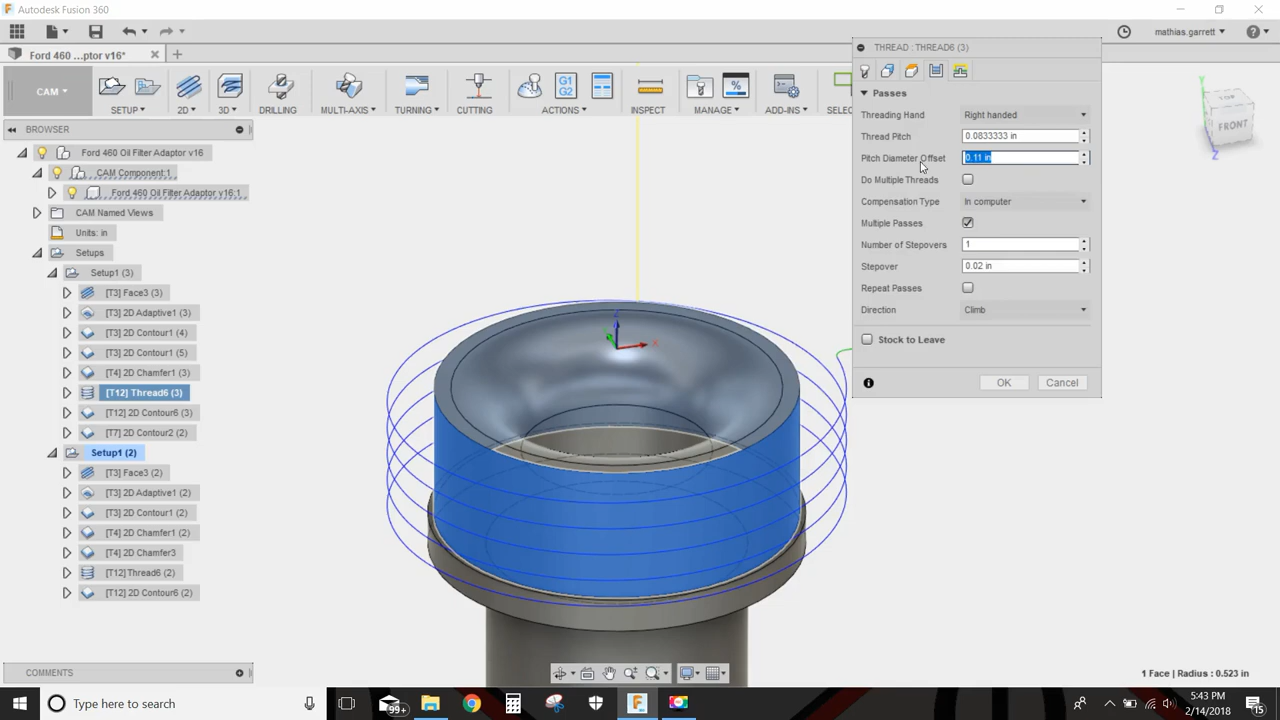 Autodesk Fusion 360
mathias.garrett
Ford 460 ...ptor v16*
CAM
SETUP
2D
3D
DRILLING
MULTI-AXIS
TURNING
CUTTING
G1
G2
ACTIONS
INSPECT
%
MANAGE
ADD-INS
SELEC
THREAD : THREAD6 (3)
Passes
Threading Hand Right handed
Thread Pitch 0.0833333 in
Pitch Diameter Offset 0.11 in
Do Multiple Threads
Compensation Type In computer
Multiple Passes
Number of Stepovers 1
Stepover 0.02 in
Repeat Passes
Direction Climb
Stock to Leave
OK Cancel
BROWSER
Ford 460 Oil Filter Adaptor v16
CAM Component:1
Ford 460 Oil Filter Adaptor v16:1
CAM Named Views
Units: in
Setups
Setup1 (3)
[T3] Face3 (3)
[T3] 2D Adaptive1 (3)
[T3] 2D Contour1 (4)
[T3] 2D Contour1 (5)
[T4] 2D Chamfer1 (3)
[T12] Thread6 (3)
[T12] 2D Contour6 (3)
[T7] 2D Contour2 (2)
Setup1 (2)
[T3] Face3 (2)
[T3] 2D Adaptive1 (2)
[T3] 2D Contour1 (2)
[T4] 2D Chamfer1 (2)
[T4] 2D Chamfer3
[T12] Thread6 (2)
[T12] 2D Contour6 (2)
Y
TOP
FRONT
Z
Z
X
COMMENTS
1 Face | Radius : 0.523 in
Type here to search
99+
5:43 PM
2/14/2018